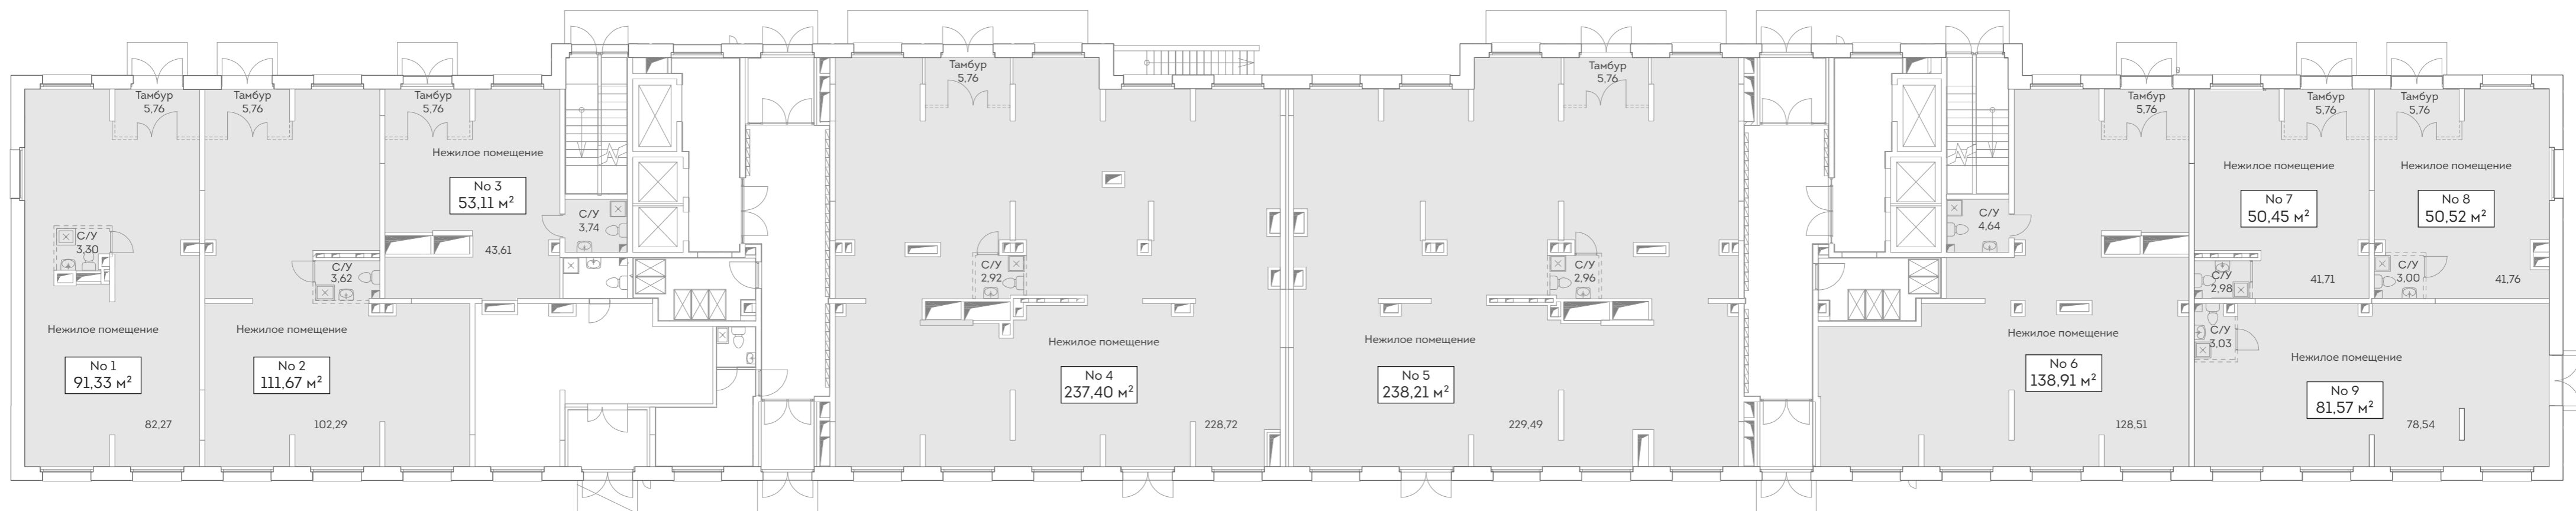 Тамбур
5,76
С/У
3,30
Нежилое помещение
No 1
91,33 м²
82,27
Тамбур
5,76
С/У
3,62
Нежилое помещение
No 2
111,67 м²
102,29
Тамбур
5,76
Нежилое помещение
No 3
53,11 м²
43,61
С/У
3,74
Тамбур
5,76
С/У
2,92
Нежилое помещение
No 4
237,40 м²
228,72
Тамбур
5,76
С/У
2,96
Нежилое помещение
No 5
238,21 м²
229,49
Тамбур
5,76
С/У
4,64
Нежилое помещение
No 6
138,91 м²
128,51
Тамбур
5,76
Нежилое помещение
No 7
50,45 м²
С/У
2,98
41,71
Тамбур
5,76
Нежилое помещение
No 8
50,52 м²
С/У
3,00
41,76
С/У
3,03
Нежилое помещение
No 9
81,57 м²
78,54